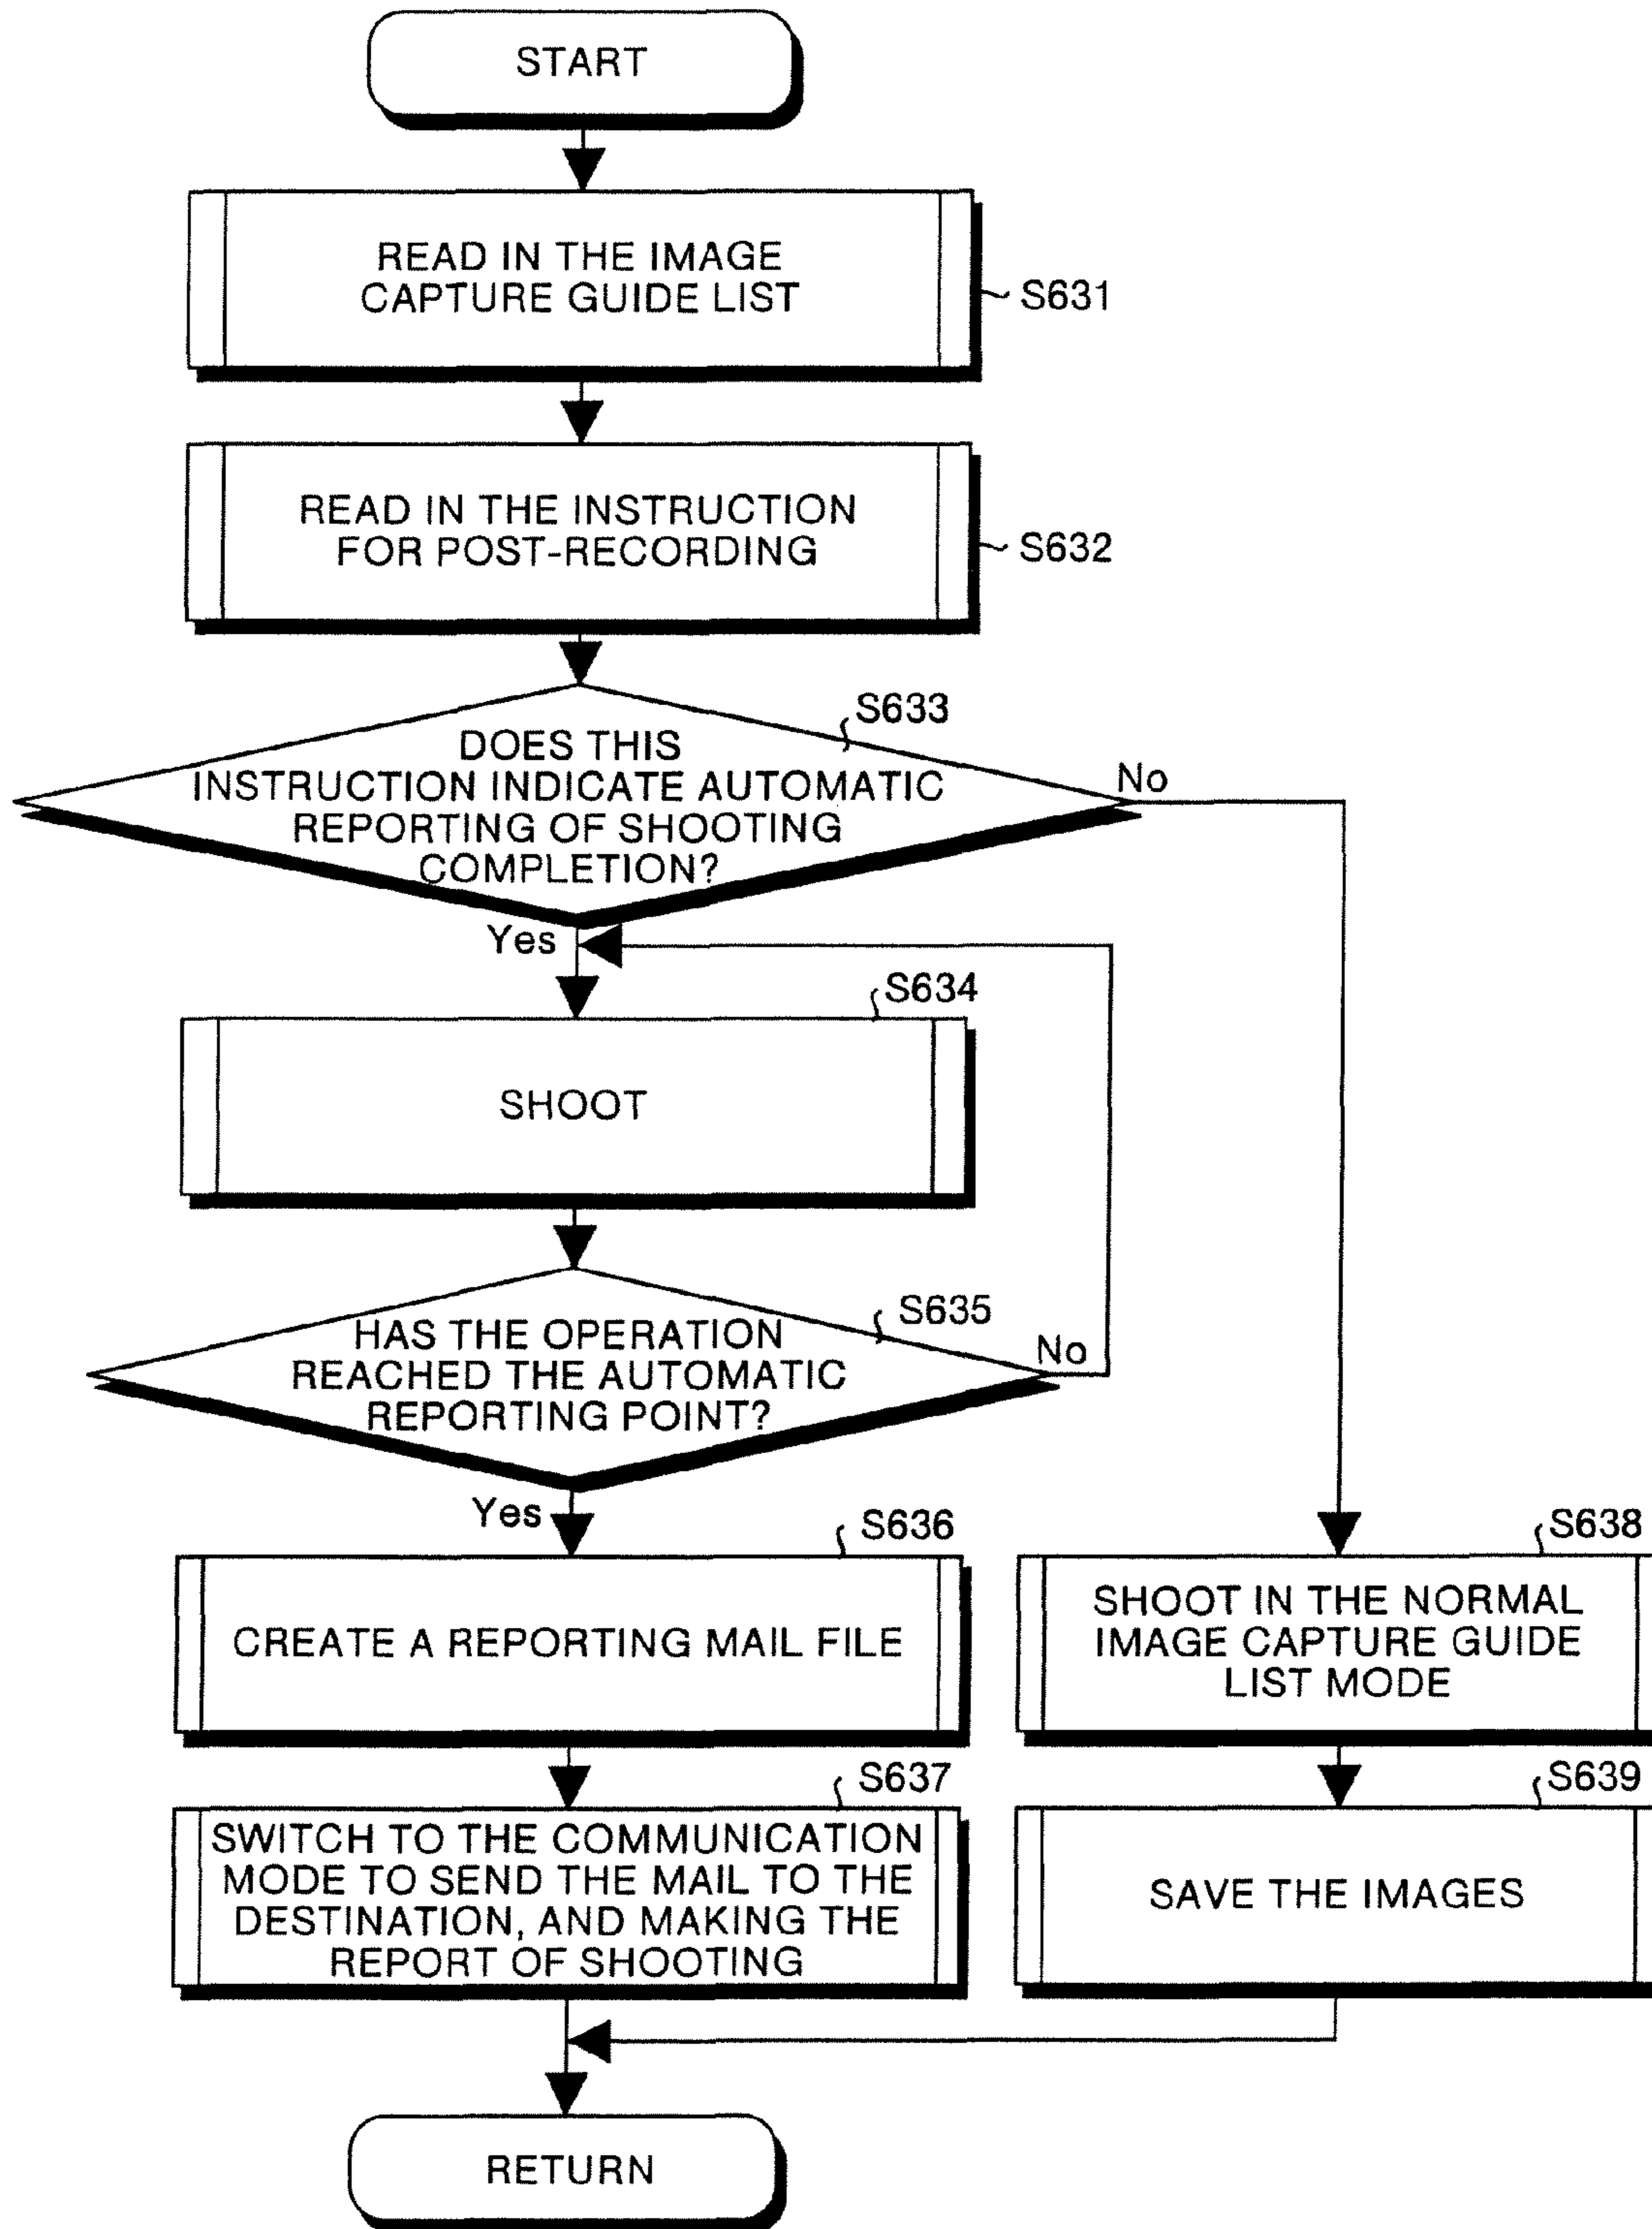 START
READ IN THE IMAGE
CAPTURE GUIDE LIST
S631
READ IN THE INSTRUCTION
FOR POST-RECORDING
S632
S633
DOES THIS
INSTRUCTION INDICATE AUTOMATIC
REPORTING OF SHOOTING
COMPLETION?
No
Yes
S634
SHOOT
S635
HAS THE OPERATION
REACHED THE AUTOMATIC
REPORTING POINT?
No
Yes
S636
CREATE A REPORTING MAIL FILE
S638
SHOOT IN THE NORMAL
IMAGE CAPTURE GUIDE
LIST MODE
S637
SWITCH TO THE COMMUNICATION
MODE TO SEND THE MAIL TO THE
DESTINATION, AND MAKING THE
REPORT OF SHOOTING
S639
SAVE THE IMAGES
RETURN